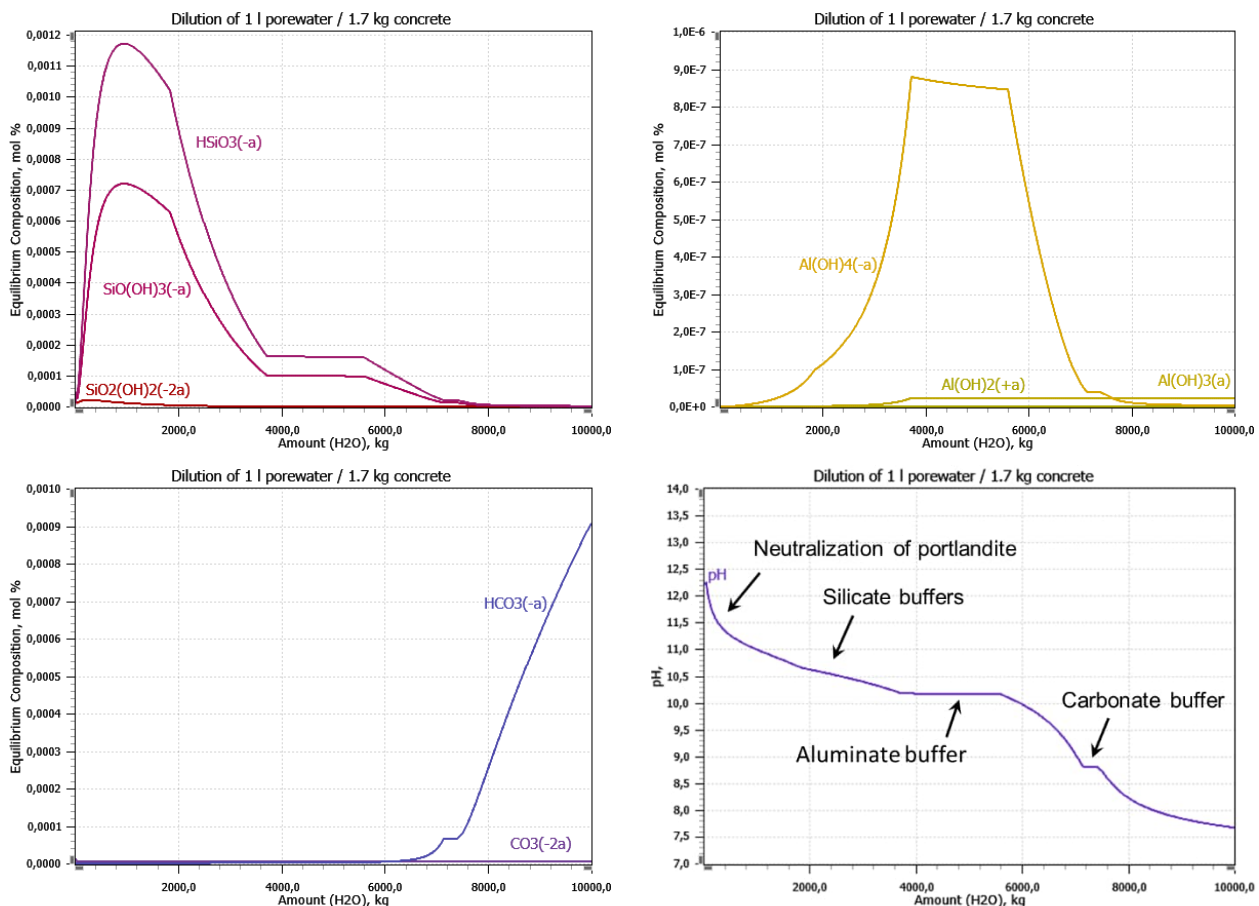 Dilution of 1 l porewater / 1.7 kg concrete
Equilibrium Composition, mol %
0,0012
0,0011
0,0010
0,0009
0,0008
0,0007
0,0006
0,0005
0,0004
0,0003
0,0002
0,0001
0,0000
HSiO3(-a)
SiO(OH)3(-a)
SiO2(OH)2(-2a)
2000,0 4000,0 6000,0 8000,0 10000,0
Amount (H2O), kg
Dilution of 1 l porewater / 1.7 kg concrete
Equilibrium Composition, mol %
1,0E-6
9,0E-7
8,0E-7
7,0E-7
6,0E-7
5,0E-7
4,0E-7
3,0E-7
2,0E-7
1,0E-7
0,0E+0
Al(OH)4(-a)
Al(OH)2(+a)
Al(OH)3(a)
2000,0 4000,0 6000,0 8000,0 10000,0
Amount (H2O), kg
Dilution of 1 l porewater / 1.7 kg concrete
Equilibrium Composition, mol %
0,0010
0,0009
0,0008
0,0007
0,0006
0,0005
0,0004
0,0003
0,0002
0,0001
0,0000
HCO3(-a)
CO3(-2a)
2000,0 4000,0 6000,0 8000,0 10000,0
Amount (H2O), kg
Dilution of 1 l porewater / 1.7 kg concrete
pH,
14,0
13,5
13,0
12,5
12,0
11,5
11,0
10,5
10,0
9,5
9,0
8,5
8,0
7,5
7,0
Neutralization of portlandite
pH
Silicate buffers
Carbonate buffer
Aluminate buffer
2000,0 4000,0 6000,0 8000,0 10000,0
Amount (H2O), kg